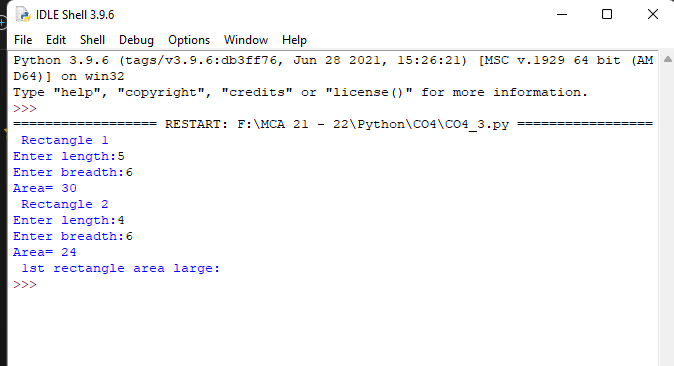 IDLE Shell 3.9.6
File Edit Shell Debug Options Window Help
Python 3.9.6 (tags/v3.9.6:db3ff76, Jun 28 2021, 15:26:21) [MSC v.1929 64 bit (AM
D64)] on win32
Type "help", "copyright", "credits" or "license()" for more information.
>>>
================== RESTART: F:\MCA 21 - 22\Python\CO4\CO4_3.py =================
Rectangle 1
Enter length:5
Enter breadth:6
Area= 30
Rectangle 2
Enter length:4
Enter breadth:6
Area= 24
1st rectangle area large:
>>>